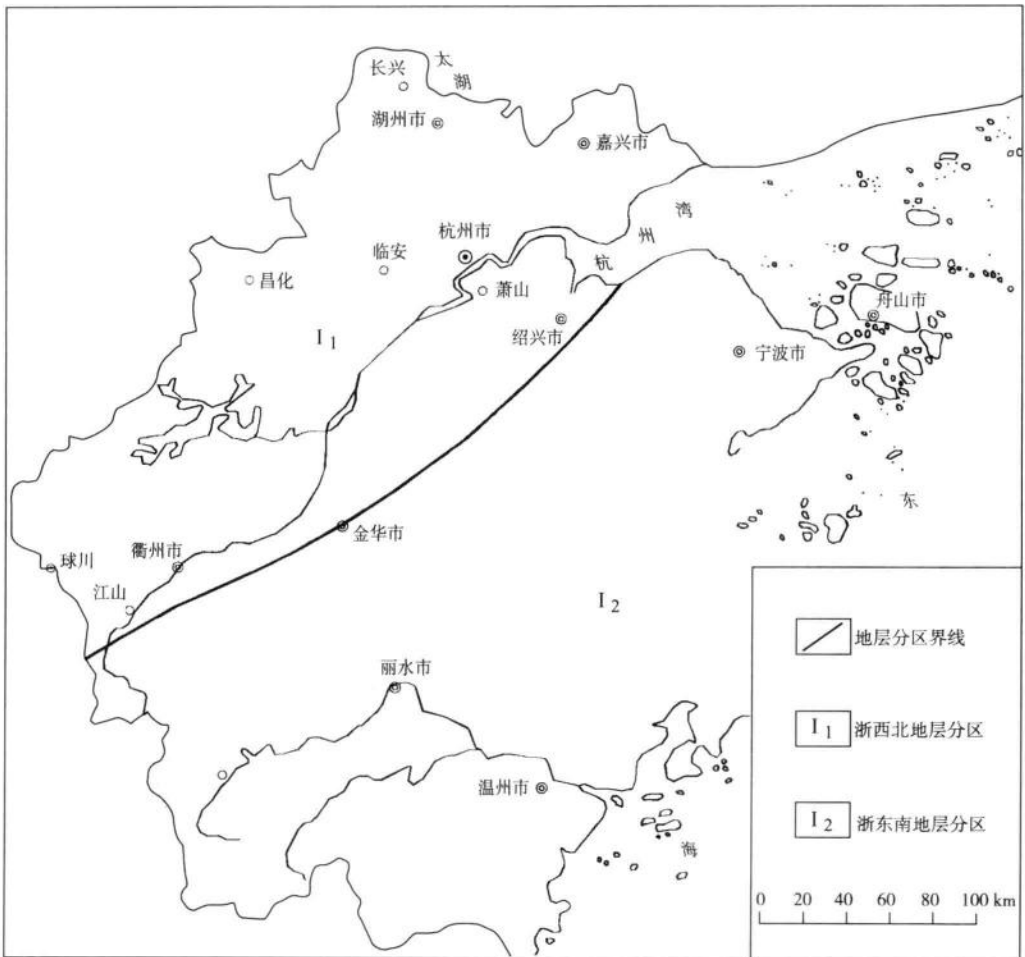 长兴
太
湖
湖州市
嘉兴市
杭州市
临安
昌化
萧山
绍兴市
杭
州
湾
舟山市
宁波市
I₁
金华市
衢州市
球川
江山
I₂
丽水市
温州市
东
海
地层分区界线
I₁ 浙西北地层分区
I₂ 浙东南地层分区
0 20 40 60 80 100 km